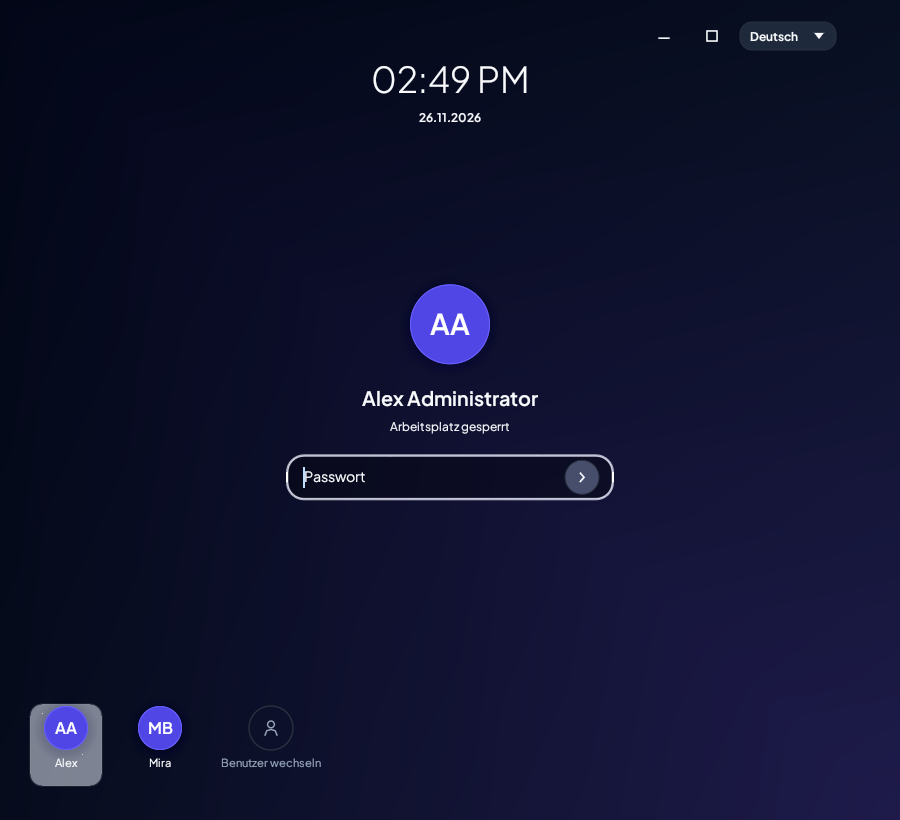 Deutsch
02:49 PM
26.11.2026
AA
Alex Administrator
Arbeitsplatz gesperrt
Passwort
AA
Alex
MB
Mira
Benutzer wechseln